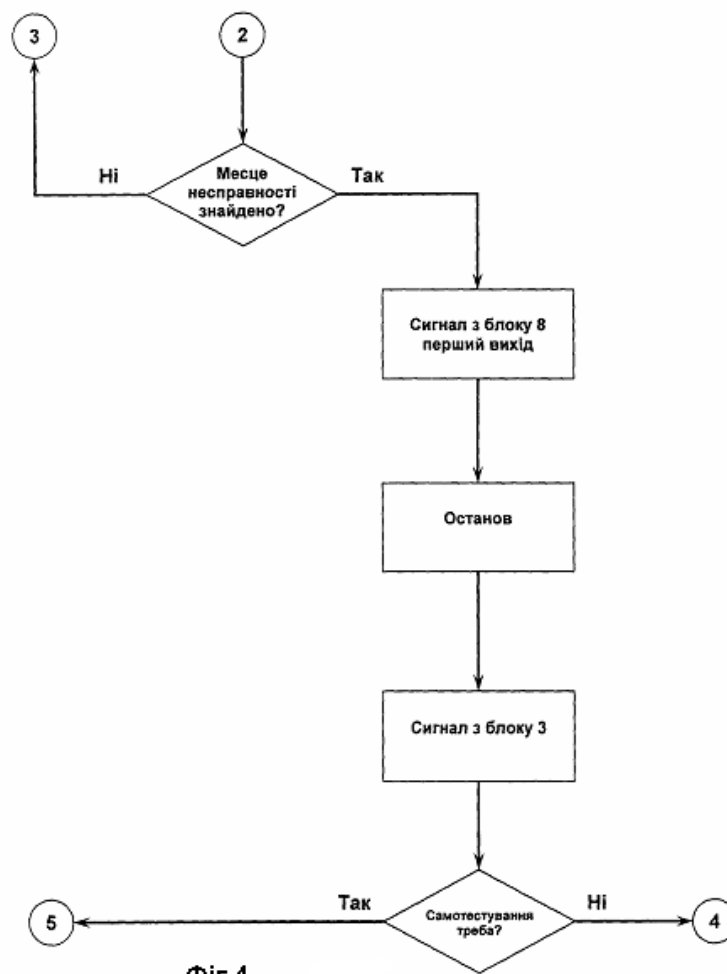 3
2
Ні
Месце
несправності
знайдено?
Так
Сигнал з блоку 8
перший вихід
Останов
Сигнал з блоку 3
5
Так
Самотестування
треба?
Ні
4
Фіг.4